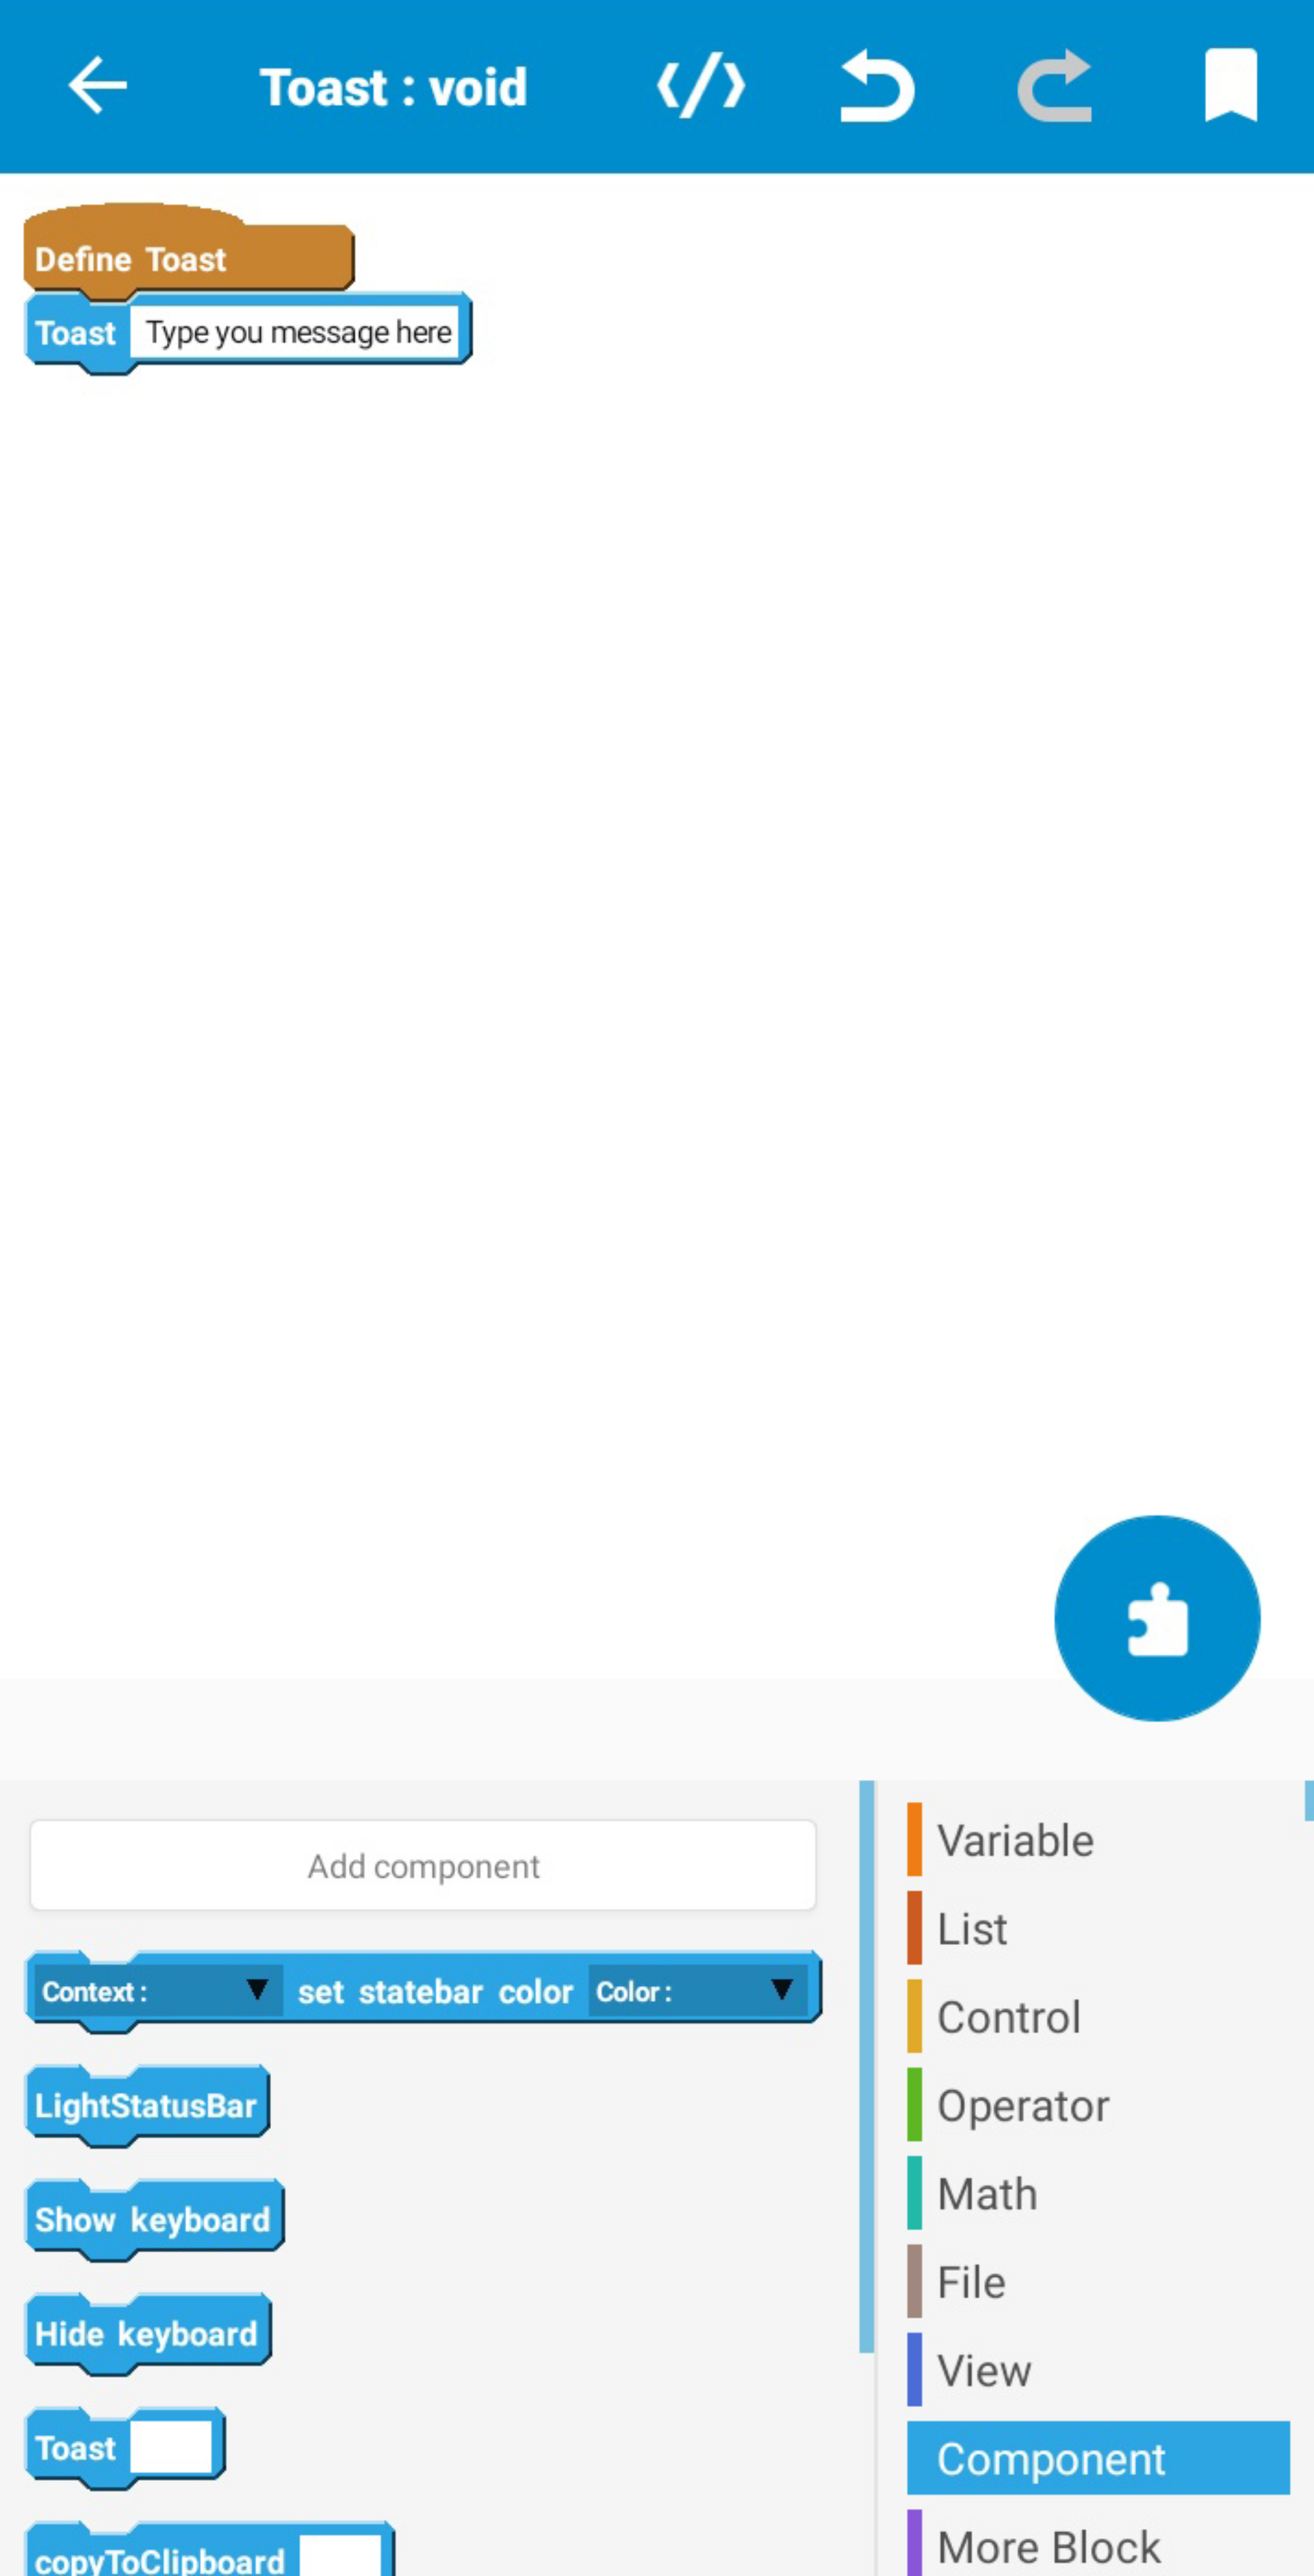 Toast : void
Define Toast
Toast Type you message here
Add component
Context : set statebar color Color :
LightStatusBar
Show keyboard
Hide keyboard
Toast
copyToClipboard
Variable
List
Control
Operator
Math
File
View
Component
More Block